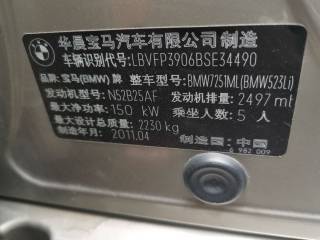 华晨宝马汽车有限公司制造
车辆识别代号: LBVFP3906BSE34490
品牌: 宝马(BMW)牌 整车型号: BMW7251ML(BMW523Li)
发动机型号: N52B25AF 发动机排量: 2497 ml
最大净功率: 150 kW 乘坐人数: 5 人
最大设计总质量: 2230 kg
制造年月: 2011.04 制造国: 中国
6 982 009